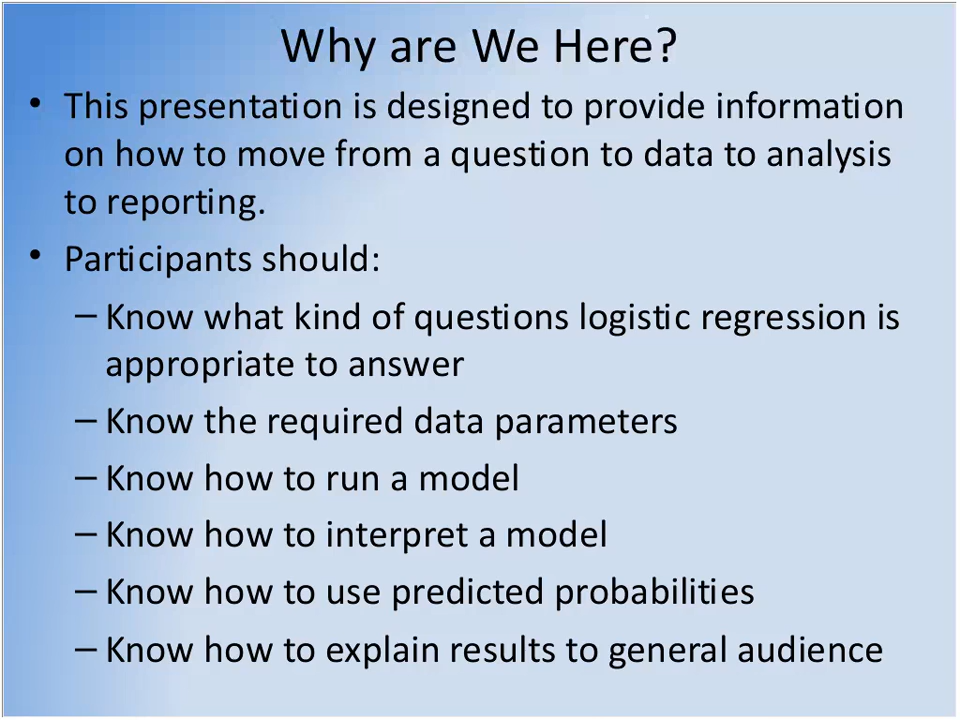 Why are We Here?
• This presentation is designed to provide information
on how to move from a question to data to analysis
to reporting.
• Participants should:
– Know what kind of questions logistic regression is
appropriate to answer
– Know the required data parameters
– Know how to run a model
– Know how to interpret a model
– Know how to use predicted probabilities
– Know how to explain results to general audience